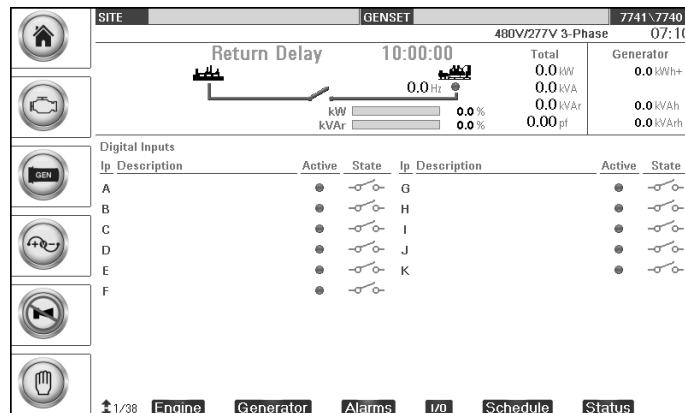 SITE GENSET 7741\7740
480V/277V 3-Phase 07:10
Return Delay 10:00:00 Total Generator
0.0 kW 0.0 kWh+
0.0 Hz 0.0 kVA
kW 0.0 % 0.0 kVAr 0.0 kVAh
kVAr 0.0 % 0.00 pf 0.0 kVArh
Digital Inputs
Ip Description Active State Ip Description Active State
GEN
A G
B H
C I
D J
E K
F
1/38 Engine Generator Alarms I/O Schedule Status